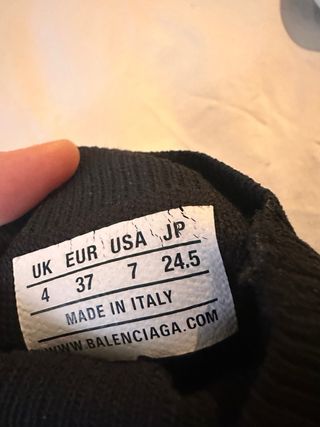 UK EUR USA JP
4 37 7 24.5
MADE IN ITALY
WWW.BALENCIAGA.COM